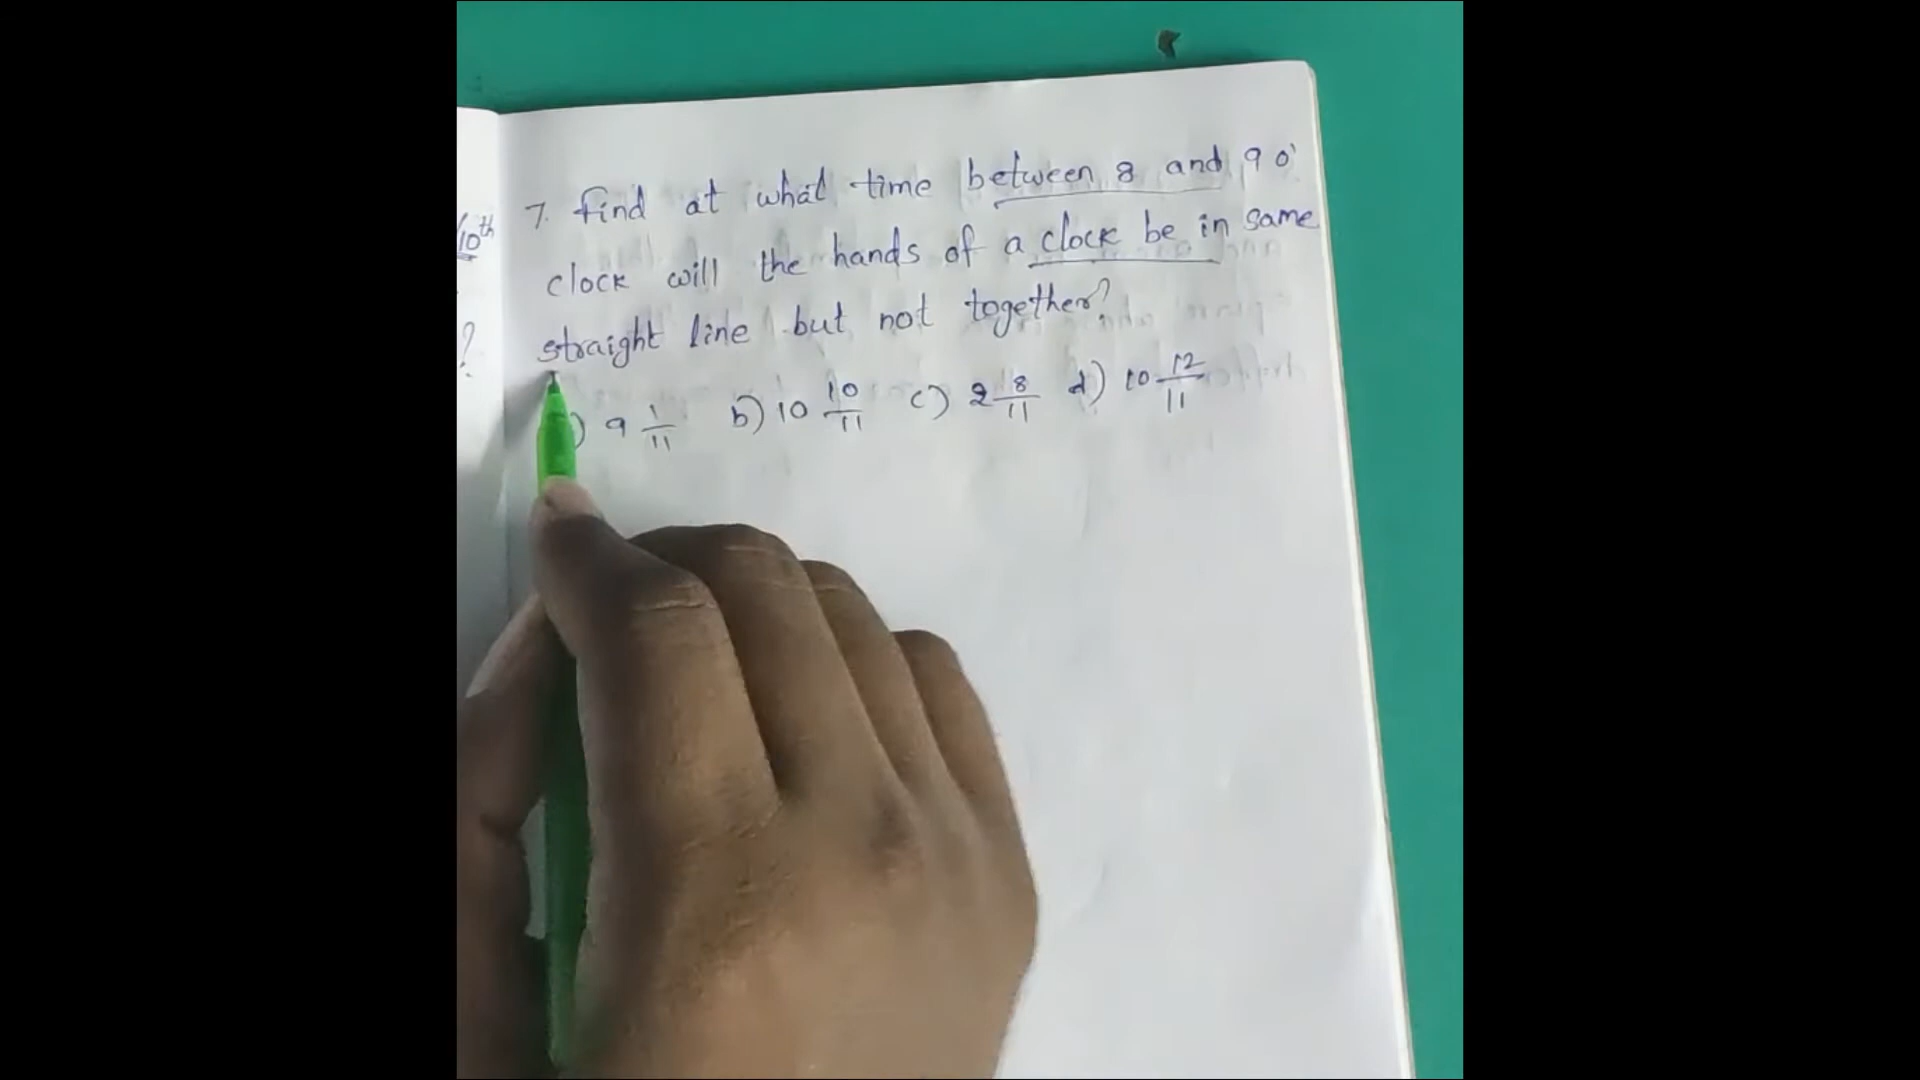 10th
?
7. Find at what time between 8 and 9 o'
clock will the hands of a clock be in same
straight line but not together?
) 9 1/11 b) 10 10/11 c) 2 8/11 d) 10 12/11